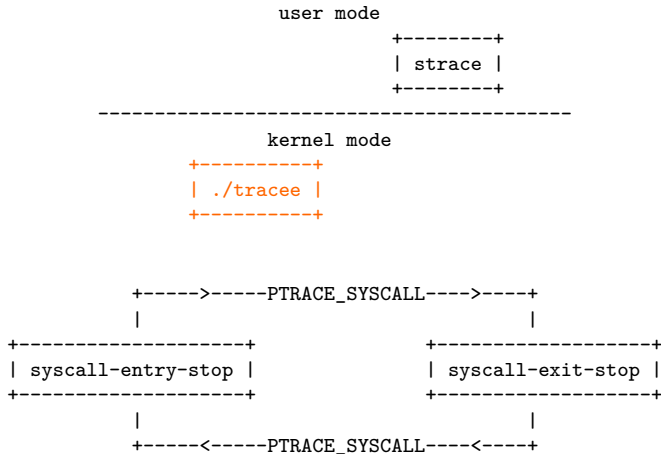 user mode
+--------+
| strace |
+--------+
------------------------------------------
kernel mode
+----------+
| ./tracee |
+----------+
+----->-----PTRACE_SYSCALL---->----+
| |
+--------------------+ +-------------------+
| syscall-entry-stop | | syscall-exit-stop |
+--------------------+ +-------------------+
| |
+-----<-----PTRACE_SYSCALL----<----+